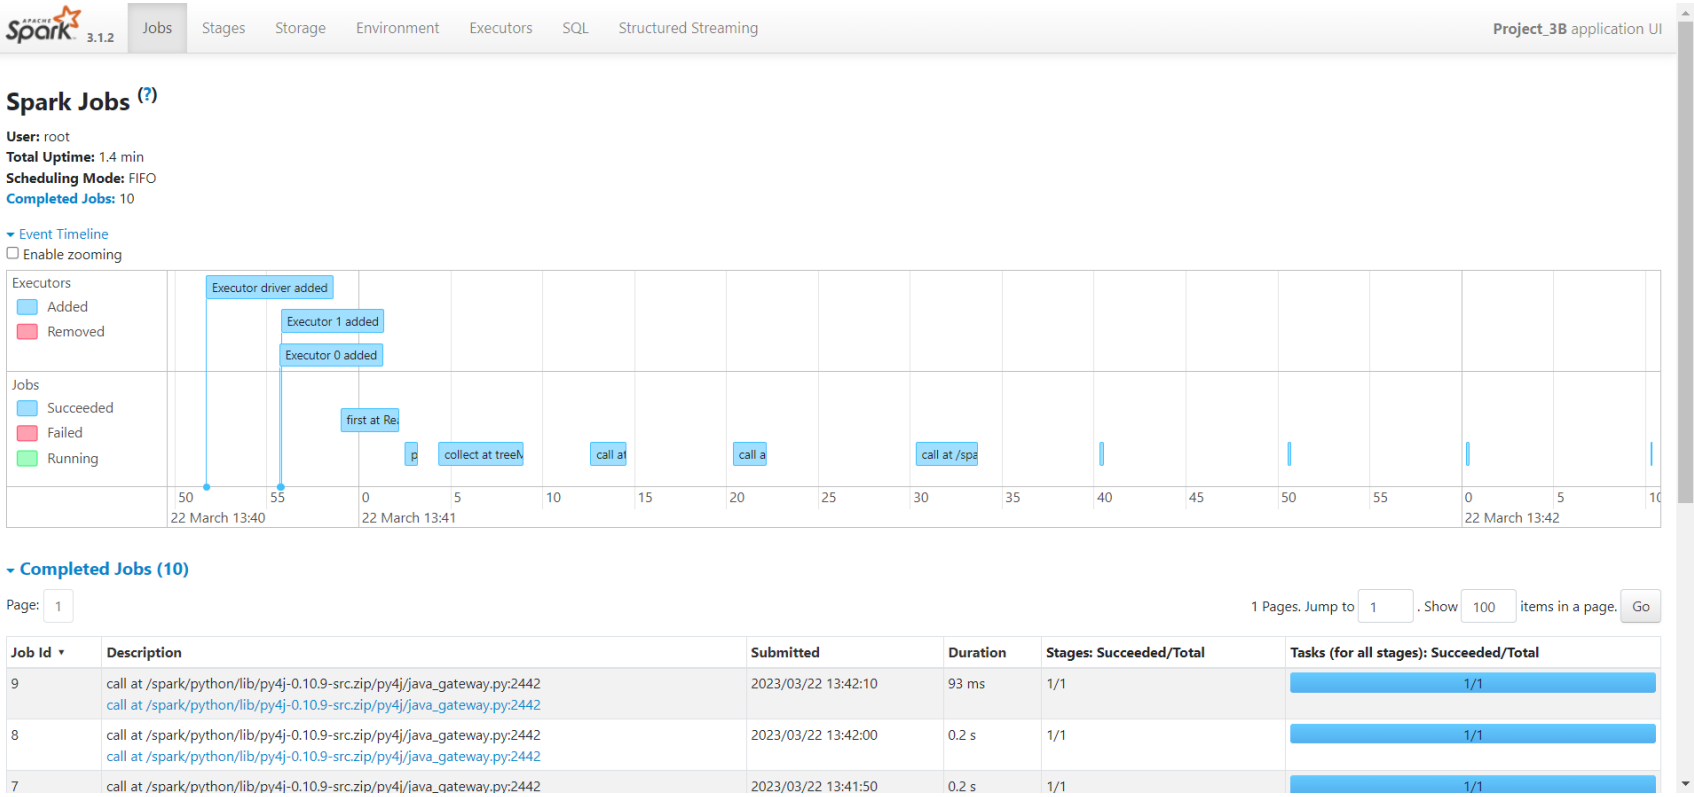 APACHE
Spark 3.1.2 Jobs Stages Storage Environment Executors SQL Structured Streaming Project_3B application UI
Spark Jobs (?)
User: root
Total Uptime: 1.4 min
Scheduling Mode: FIFO
Completed Jobs: 10
Event Timeline
Enable zooming
Executors
Added
Removed
Executor driver added
Executor 1 added
Executor 0 added
Jobs
Succeeded
Failed
Running
first at Rea
p
collect at treeM
call at
call a
call at /spa
50 55 0 5 10 15 20 25 30 35 40 45 50 55 0 5 10
22 March 13:40 22 March 13:41 22 March 13:42
Completed Jobs (10)
Page: 1 1 Pages. Jump to 1 . Show 100 items in a page. Go
Job Id ▾ Description Submitted Duration Stages: Succeeded/Total Tasks (for all stages): Succeeded/Total
9 call at /spark/python/lib/py4j-0.10.9-src.zip/py4j/java_gateway.py:2442 2023/03/22 13:42:10 93 ms 1/1 1/1
call at /spark/python/lib/py4j-0.10.9-src.zip/py4j/java_gateway.py:2442
8 call at /spark/python/lib/py4j-0.10.9-src.zip/py4j/java_gateway.py:2442 2023/03/22 13:42:00 0.2 s 1/1 1/1
call at /spark/python/lib/py4j-0.10.9-src.zip/py4j/java_gateway.py:2442
7 call at /spark/python/lib/py4j-0.10.9-src.zip/py4j/java_gateway.py:2442 2023/03/22 13:41:50 0.2 s 1/1 1/1